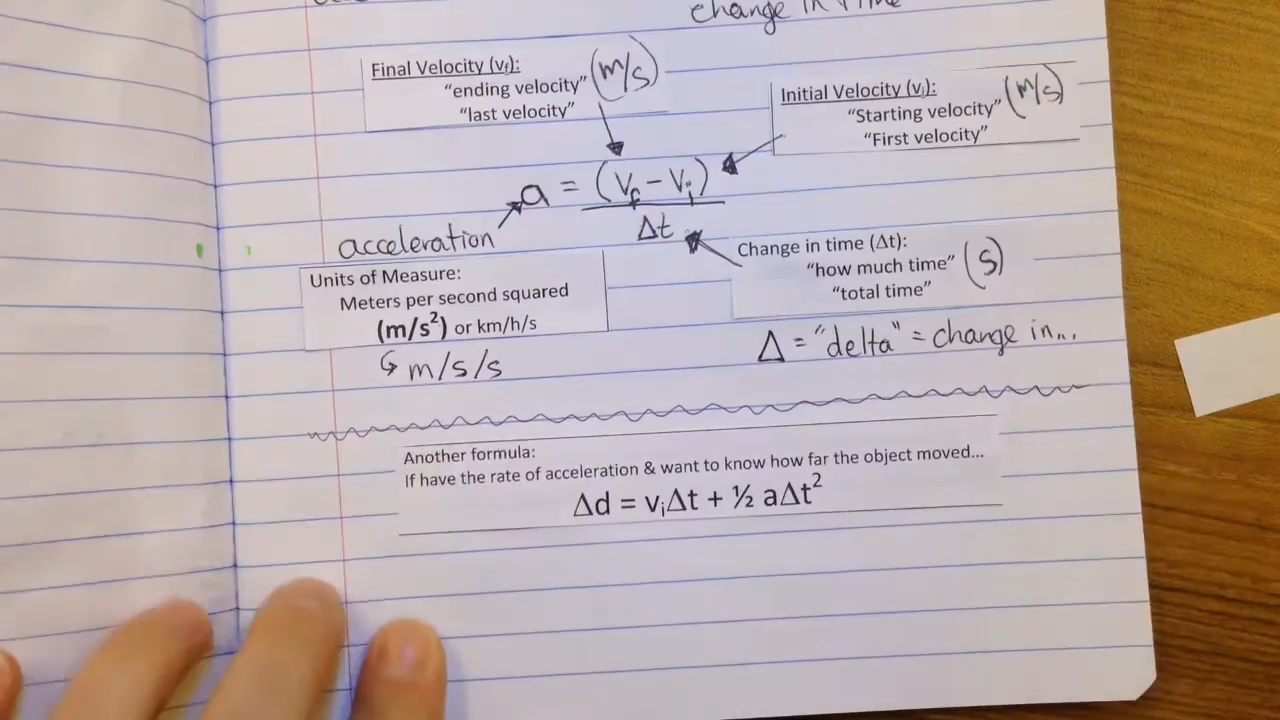 change in time
Final Velocity (vf):
"ending velocity" (m/s)
"last velocity"
Initial Velocity (vi):
"Starting velocity" (m/s)
"First velocity"
a = (Vf - Vi)
Δt
acceleration
Change in time (Δt):
"how much time" (s)
"total time"
Units of Measure:
Meters per second squared
(m/s²) or km/h/s
m/s/s
Δ = "delta" = change in...
Another formula:
If have the rate of acceleration & want to know how far the object moved...
Δd = viΔt + ½ aΔt²